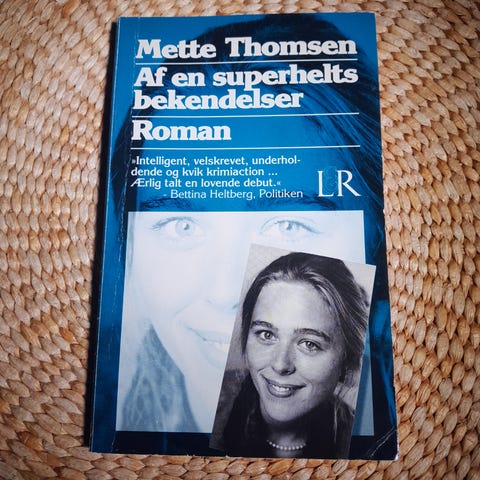 Mette Thomsen
Af en superhelts
bekendelser
Roman
»Intelligent, velskrevet, underhol-
dende og kvik krimiaction ...
Ærlig talt en lovende debut.«
- Bettina Heltberg, Politiken
LR